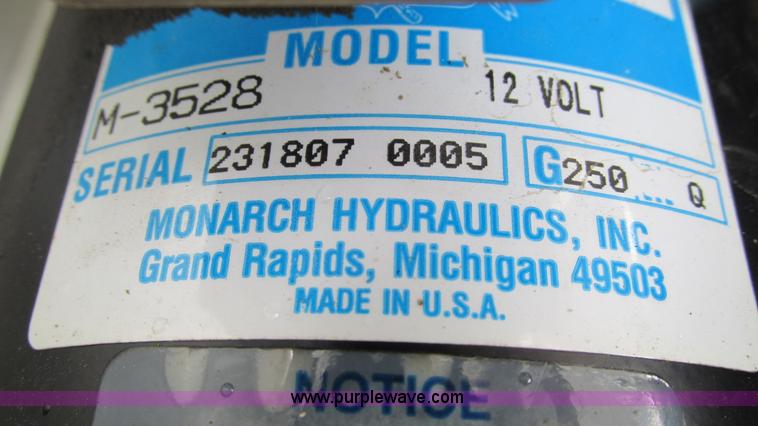 MODEL
M-3528 12 VOLT
SERIAL 231807 0005 G250 Q
MONARCH HYDRAULICS, INC.
Grand Rapids, Michigan 49503
MADE IN U.S.A.
NOTICE
www.purplewave.com